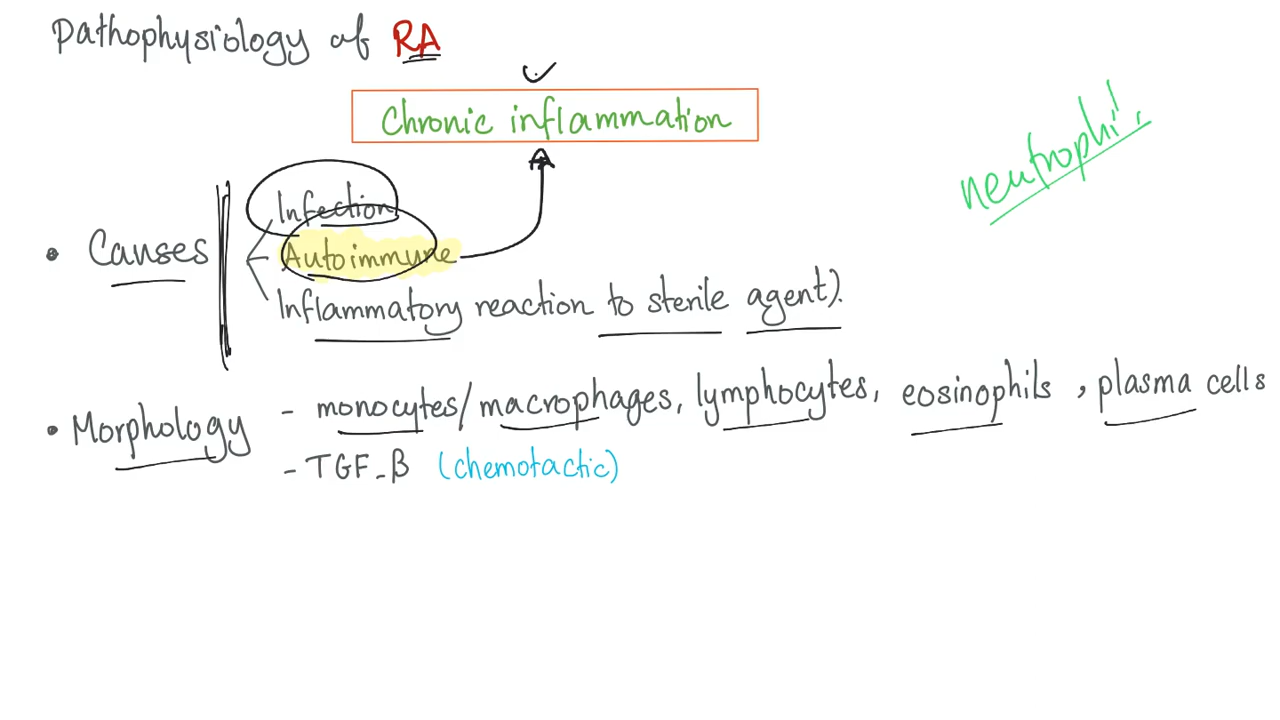 Pathophysiology of RA
Chronic inflammation
neutrophi
• Causes
Infection
Autoimmune
Inflammatory reaction to sterile agent).
• Morphology
- monocytes/macrophages, lymphocytes, eosinophils, plasma cells
- TGF-β (chemotactic)